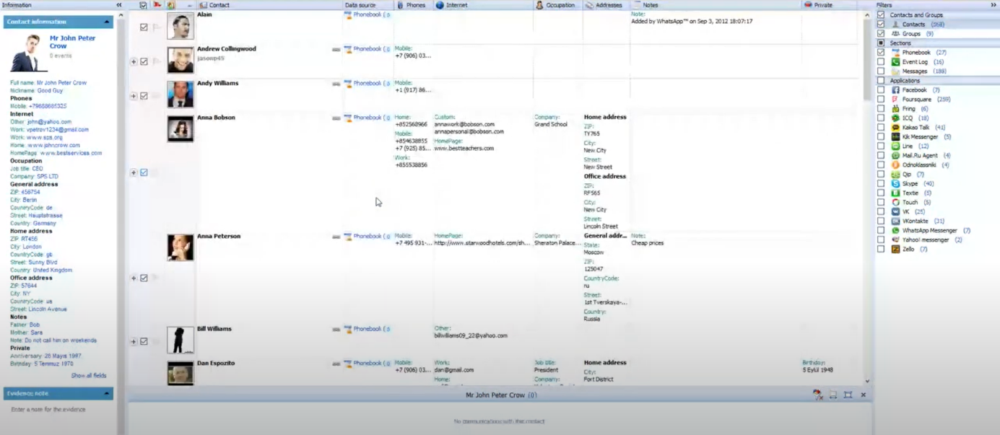 Information
Contact information
Mr John Peter
Crow
0 events
Full name: Mr John Peter Crow
Nickname: Good Guy
Phones
Mobile: +79688685325
Internet
Other: john@yahoo.com
Work: vpetrov1234@gmail.com
Work: www.sps.org
Home: www.johncrow.com
HomePage: www.bestservices.com
Occupation
Job title: CEO
Company: SPS LTD
General address
ZIP: 456754
City: Berlin
CountryCode: de
Street: Hauptstrasse
Country: Germany
Home address
ZIP: RT456
City: London
CountryCode: gb
Street: Sunny Blvd
Country: United Kingdom
Office address
ZIP: 57644
City: NY
CountryCode: us
Street: Lincoln Avenue
Notes
Father: Bob
Mother: Sara
Note: Do not call him on weekends
Private
Anniversary: 26 Mayıs 1997
Birthday: 5 Temmuz 1970
Show all fields
Evidence note
Enter a note for the evidence
Contact Data source Phones Internet Occupation Addresses Notes Private
Alain
Phonebook (
Note:
Added by WhatsApp™ on Sep 3, 2012 18:07:17
Andrew Collingwood
jasonp45
Phonebook (
Mobile:
+7 (906) 03...
Andy Williams
Phonebook (
Mobile:
+1 (917) 86...
Anna Bobson
Phonebook (
Home:
+852568966
Mobile:
+854638855
+7 (925) 85...
Work:
+855538856
Custom:
annawork@bobson.com
annapersonal@bobson.com
HomePage:
www.bestteachers.com
Company:
Grand School
Home address
ZIP:
TY765
City:
New City
Street:
New Street
Office address
ZIP:
RF565
City:
New City
Street:
Lincoln Street
Anna Peterson
Phonebook (
Mobile:
+7 495 931-...
HomePage:
http://www.starwoodhotels.com/sh...
Company:
Sheraton Palace...
General addr...
State:
Moscow
ZIP:
125047
CountryCode:
ru
Street:
1st Tverskaya-...
Country:
Russia
Note:
Cheap prices
Bill Williams
Phonebook (
Other:
billwilliams09_22@yahoo.com
Dan Espozito
Phonebook (
Mobile:
+7 (906) 03...
Work:
dan@gmail.com
Home:
Job title:
President
Company:
Home address
City:
Fort District
Birthday:
5 Eylül 1948
Mr John Peter Crow (0)
No communications with this contact
Filters
Contacts and Groups
Contacts (568)
Groups (9)
Sections
Phonebook (27)
Event Log (16)
Messages (188)
Applications
Facebook (7)
Foursquare (259)
Fring (6)
ICQ (18)
Kakao Talk (41)
Kik Messenger (5)
Line (12)
Mail.Ru Agent (4)
Odnoklassniki (4)
Qip (7)
Skype (40)
Textie (5)
Touch (5)
VK (25)
VKontakte (31)
WhatsApp Messenger (7)
Yahoo! messenger (2)
Zello (7)